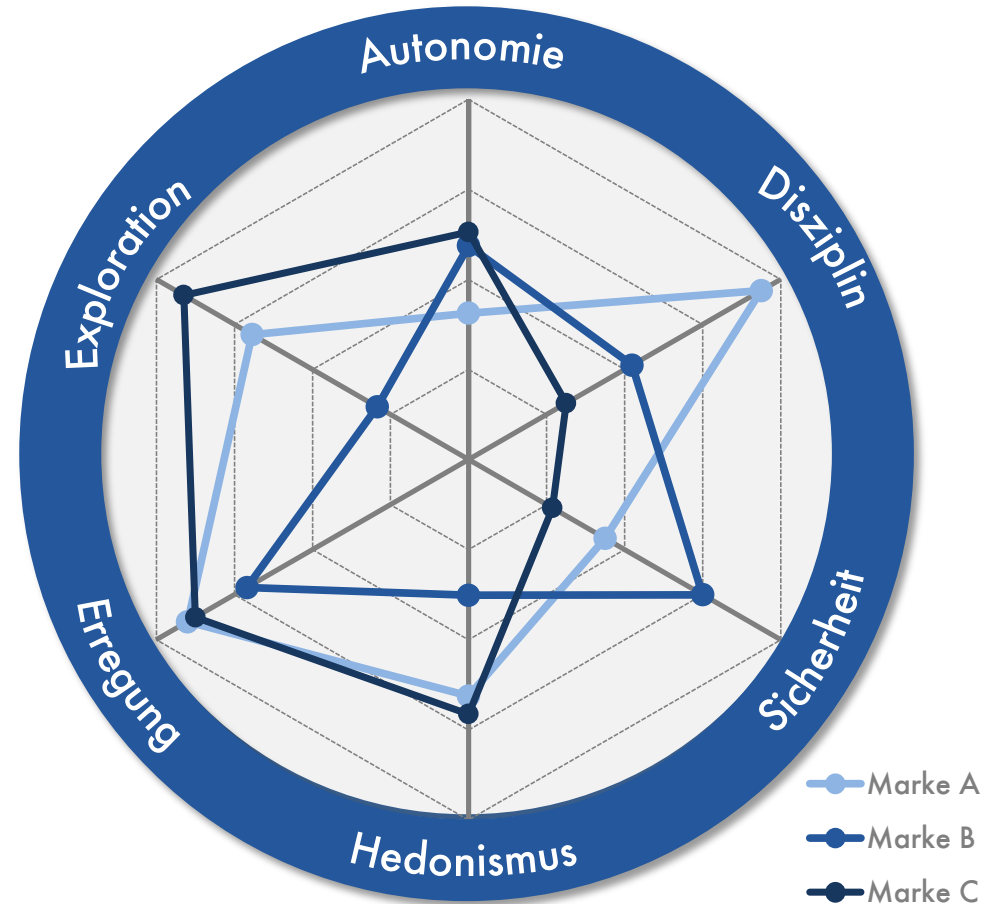 Autonomie
Disziplin
Sicherheit
Hedonismus
Erregung
Exploration
Marke A
Marke B
Marke C